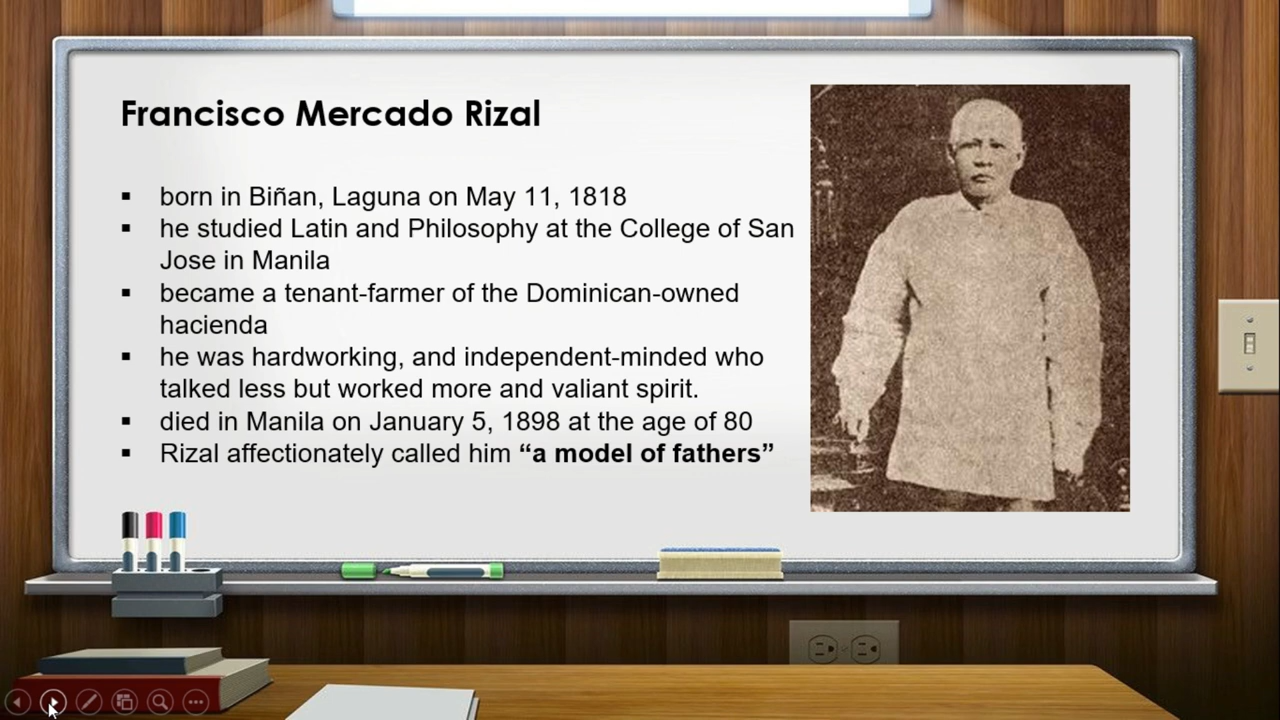 Francisco Mercado Rizal
▪ born in Biñan, Laguna on May 11, 1818
▪ he studied Latin and Philosophy at the College of San
Jose in Manila
▪ became a tenant-farmer of the Dominican-owned
hacienda
▪ he was hardworking, and independent-minded who
talked less but worked more and valiant spirit.
▪ died in Manila on January 5, 1898 at the age of 80
▪ Rizal affectionately called him “a model of fathers”